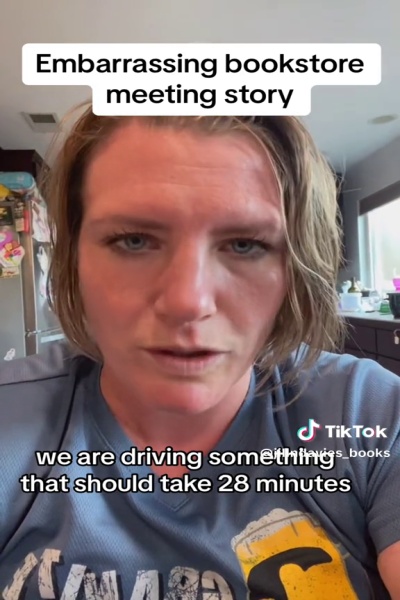 Embarrassing bookstore
meeting story
TikTok
we are driving something
that should take 28 minutes